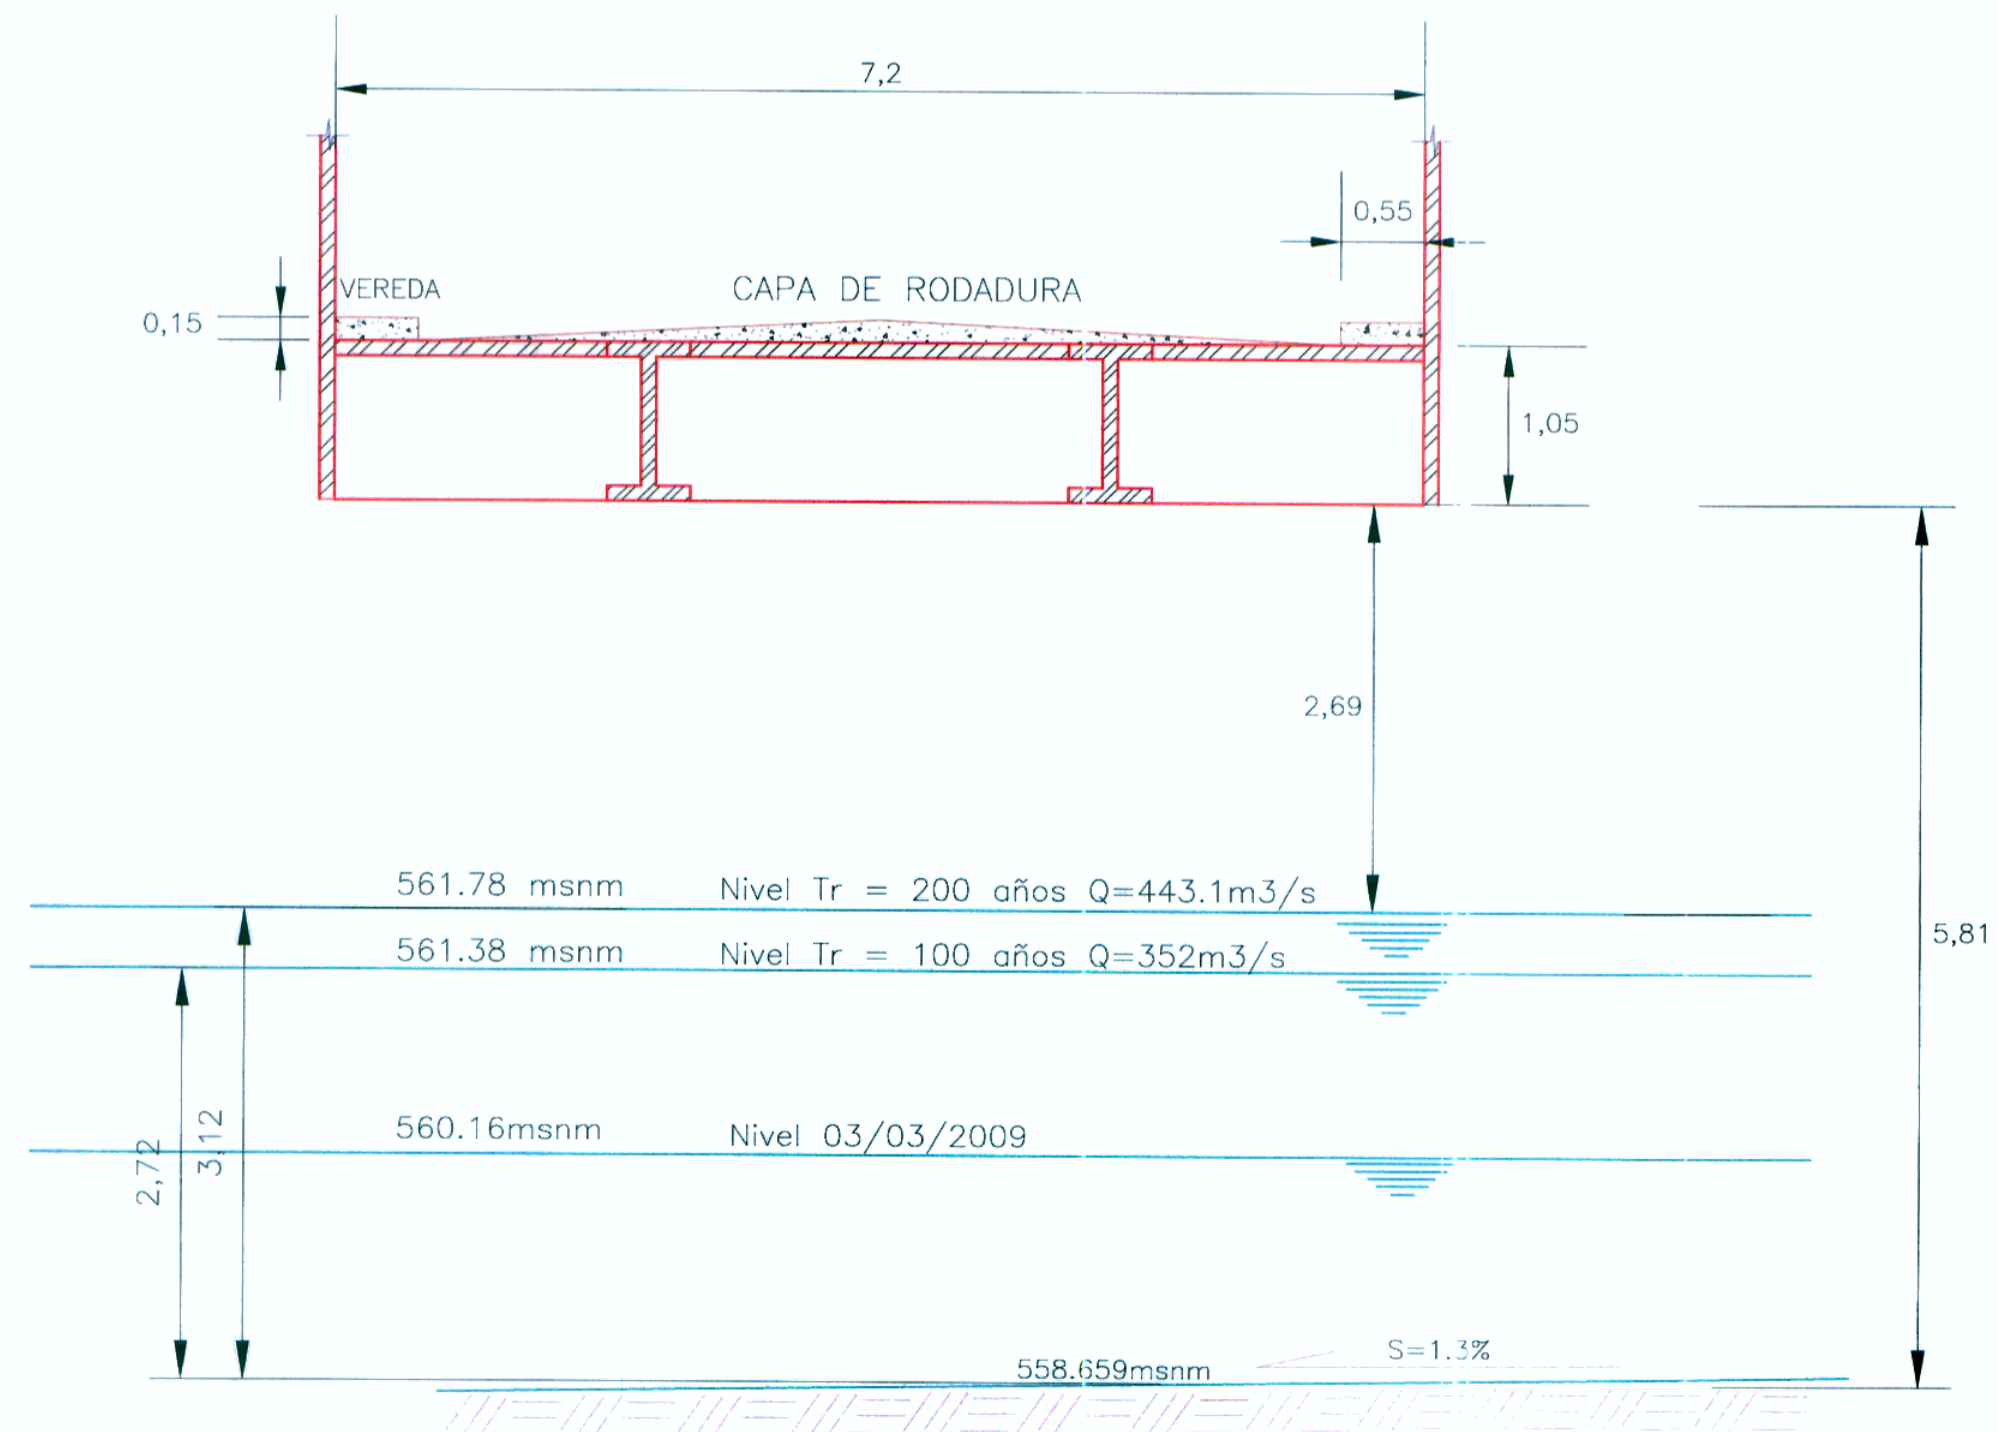 7,2
0,55
VEREDA
CAPA DE RODADURA
0,15
1,05
2,69
561.78 msnm Nivel Tr = 200 años Q=443.1m3/s
5,81
561.38 msnm Nivel Tr = 100 años Q=352m3/s
560.16msnm Nivel 03/03/2009
2,72
3,12
S=1.3%
558.659msnm